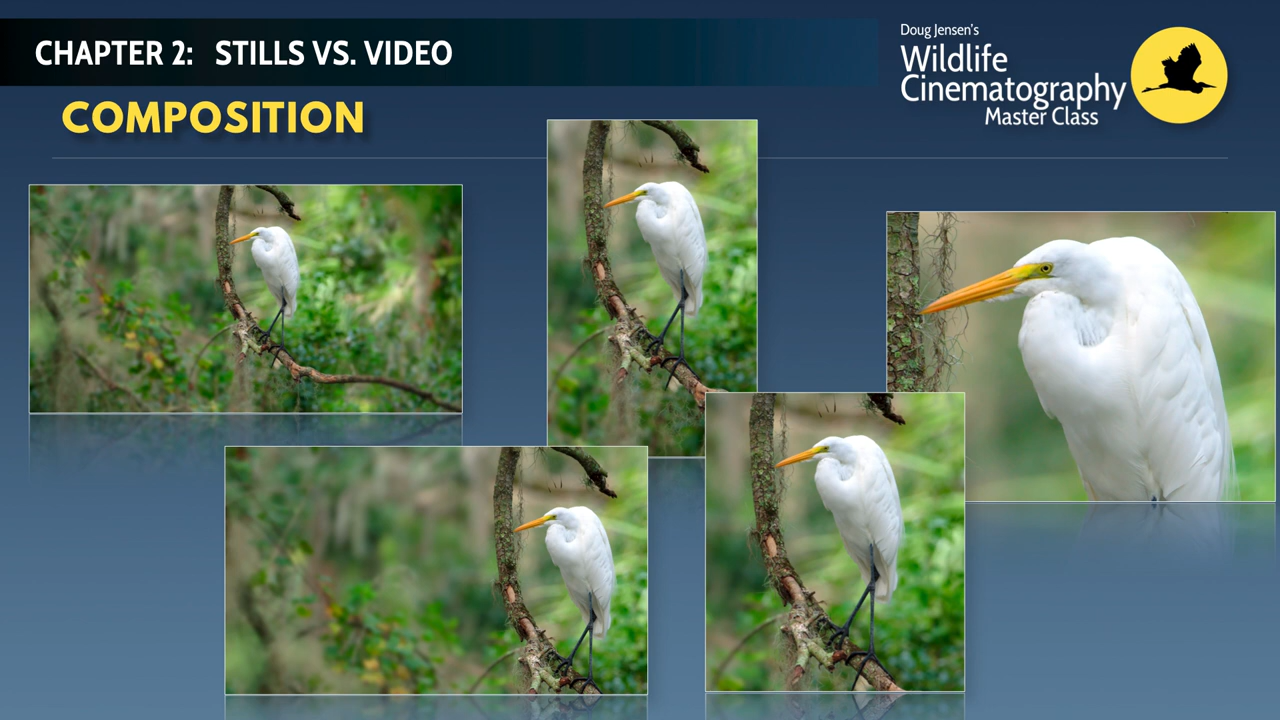 CHAPTER 2: STILLS VS. VIDEO
Doug Jensen's
Wildlife
Cinematography
Master Class
COMPOSITION